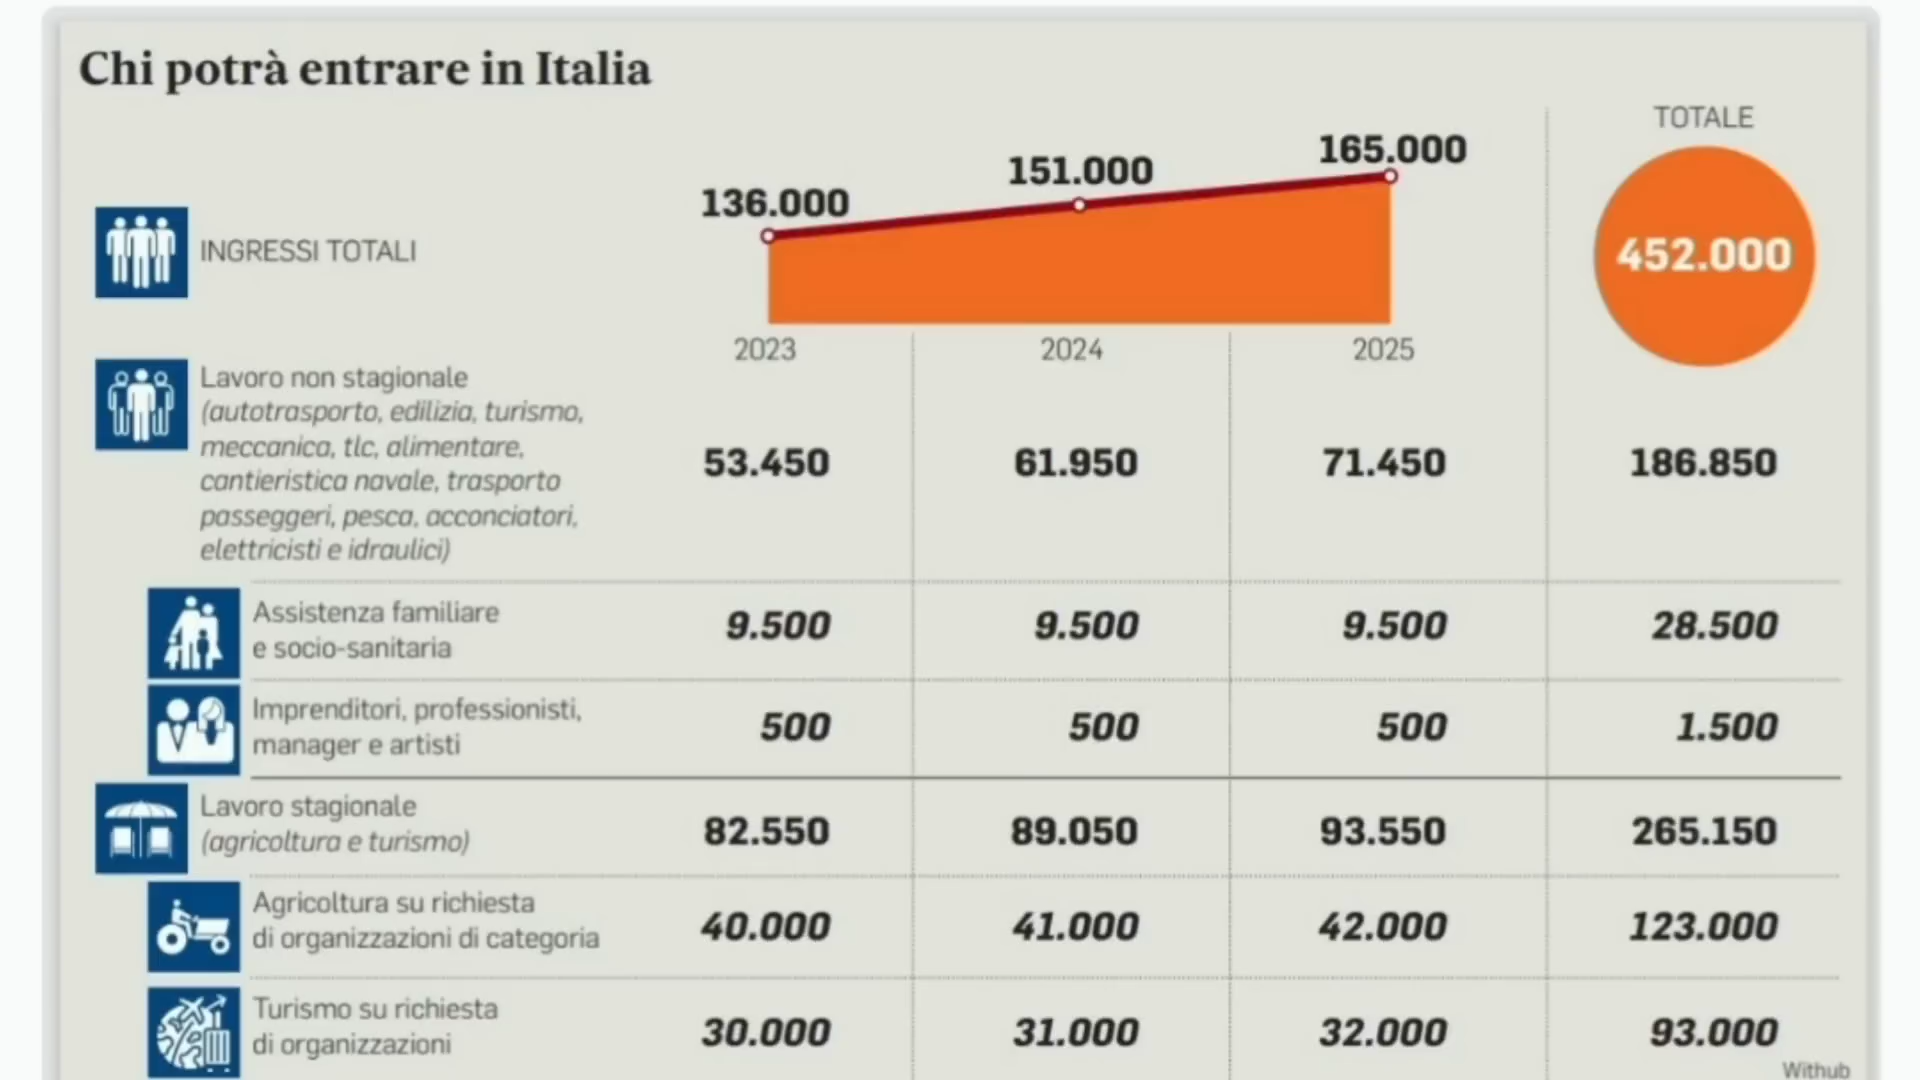 Chi potrà entrare in Italia
TOTALE
136.000
151.000
165.000
452.000
INGRESSI TOTALI
2023
2024
2025
Lavoro non stagionale
(autotrasporto, edilizia, turismo,
meccanica, tlc, alimentare,
cantieristica navale, trasporto
passeggeri, pesca, acconciatori,
elettricisti e idraulici)
53.450
61.950
71.450
186.850
Assistenza familiare
e socio-sanitaria
9.500
9.500
9.500
28.500
Imprenditori, professionisti,
manager e artisti
500
500
500
1.500
Lavoro stagionale
(agricoltura e turismo)
82.550
89.050
93.550
265.150
Agricoltura su richiesta
di organizzazioni di categoria
40.000
41.000
42.000
123.000
Turismo su richiesta
di organizzazioni
30.000
31.000
32.000
93.000
Withub